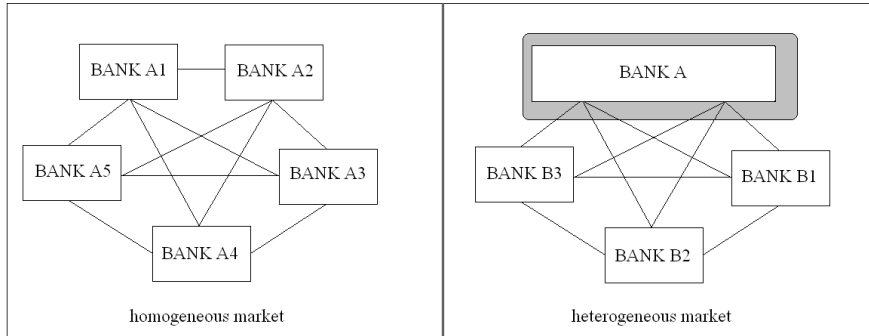 BANK A1
BANK A2
BANK A5
BANK A3
BANK A4
homogeneous market
BANK A
BANK B3
BANK B1
BANK B2
heterogeneous market